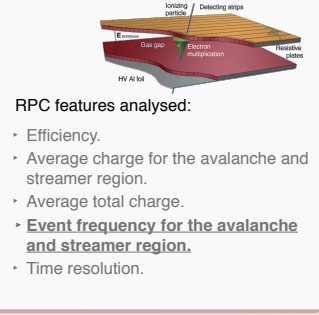 Ionizing
particle
Detecting strips
E
Gas gap
Electron
multiplication
Resistive
plates
HV Al foil
RPC features analysed:
‣ Efficiency.
‣ Average charge for the avalanche and
streamer region.
‣ Average total charge.
‣ Event frequency for the avalanche
and streamer region.
‣ Time resolution.